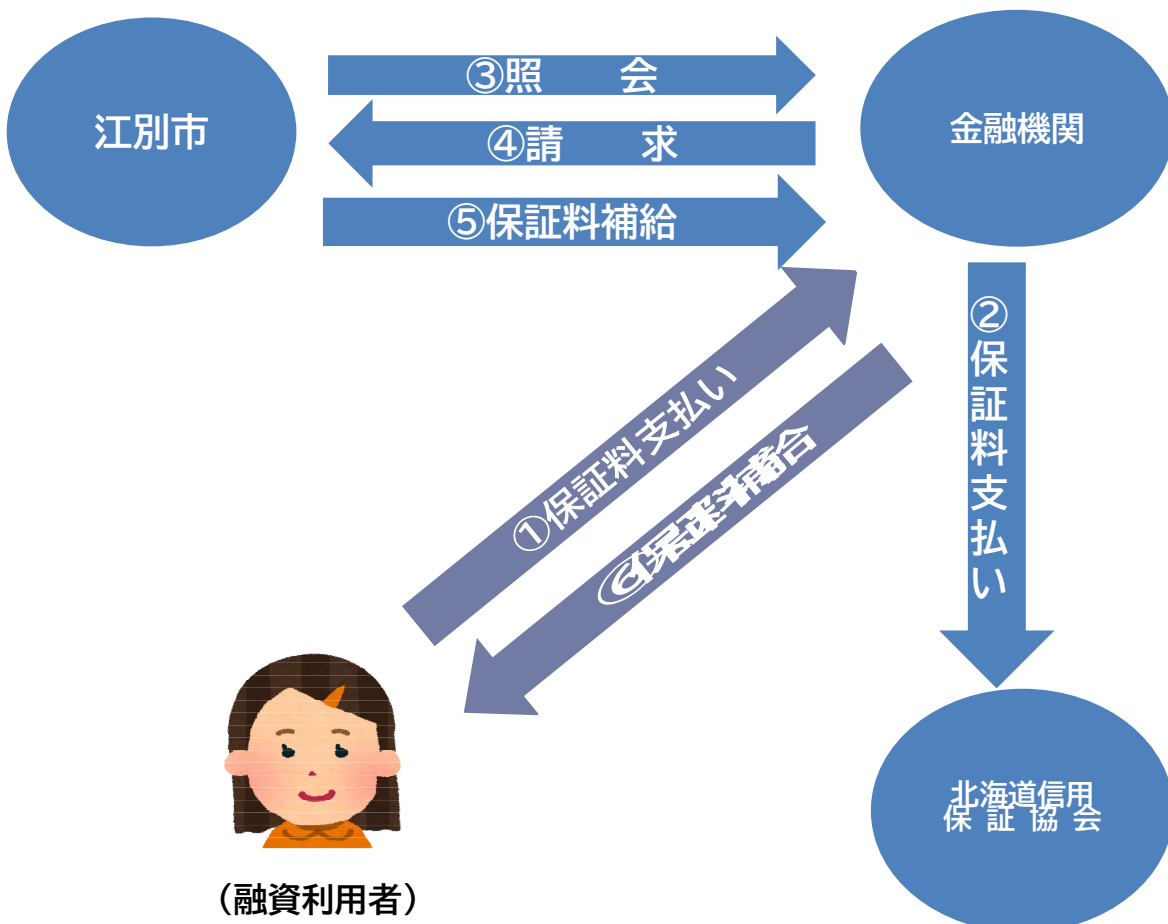 ③照　　会
江別市
金融機関
④請　　求
⑤保証料補給
②保証料支払い
①保証料支払い
北海道信用
保 証 協 会
（融資利用者）